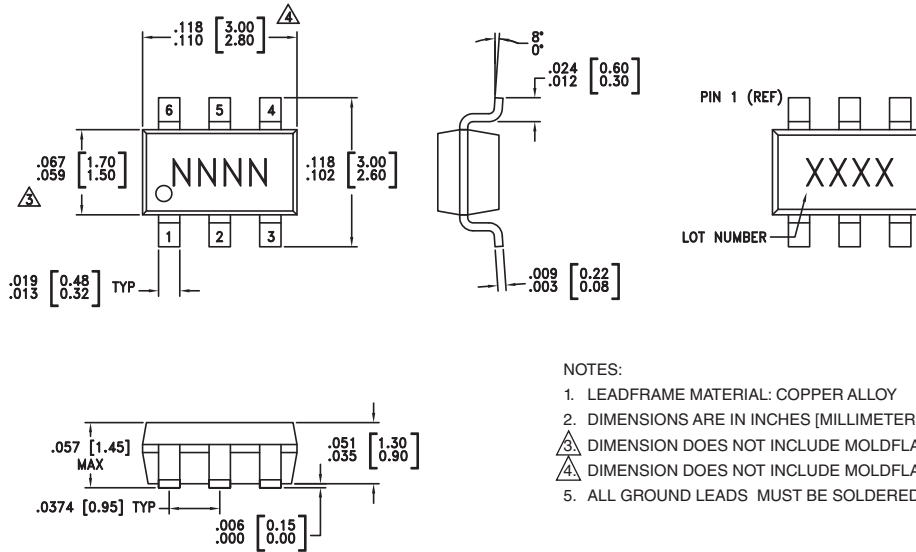 .118 [3.00]
.110 [2.80]
4
8°
0°
.024 [0.60]
.012 [0.30]
PIN 1 (REF)
6 5 4
.067 [1.70]
.059 [1.50]
NNNN
.118 [3.00]
.102 [2.60]
XXXX
3
1 2 3
LOT NUMBER
.019 [0.48] TYP
.013 [0.32]
.009 [0.22]
.003 [0.08]
NOTES:
1. LEADFRAME MATERIAL: COPPER ALLOY
2. DIMENSIONS ARE IN INCHES [MILLIMETER
3. DIMENSION DOES NOT INCLUDE MOLDFLA
4. DIMENSION DOES NOT INCLUDE MOLDFLA
5. ALL GROUND LEADS MUST BE SOLDERED
.057 [1.45]
MAX
.051 [1.30]
.035 [0.90]
.0374 [0.95] TYP
.006 [0.15]
.000 [0.00]